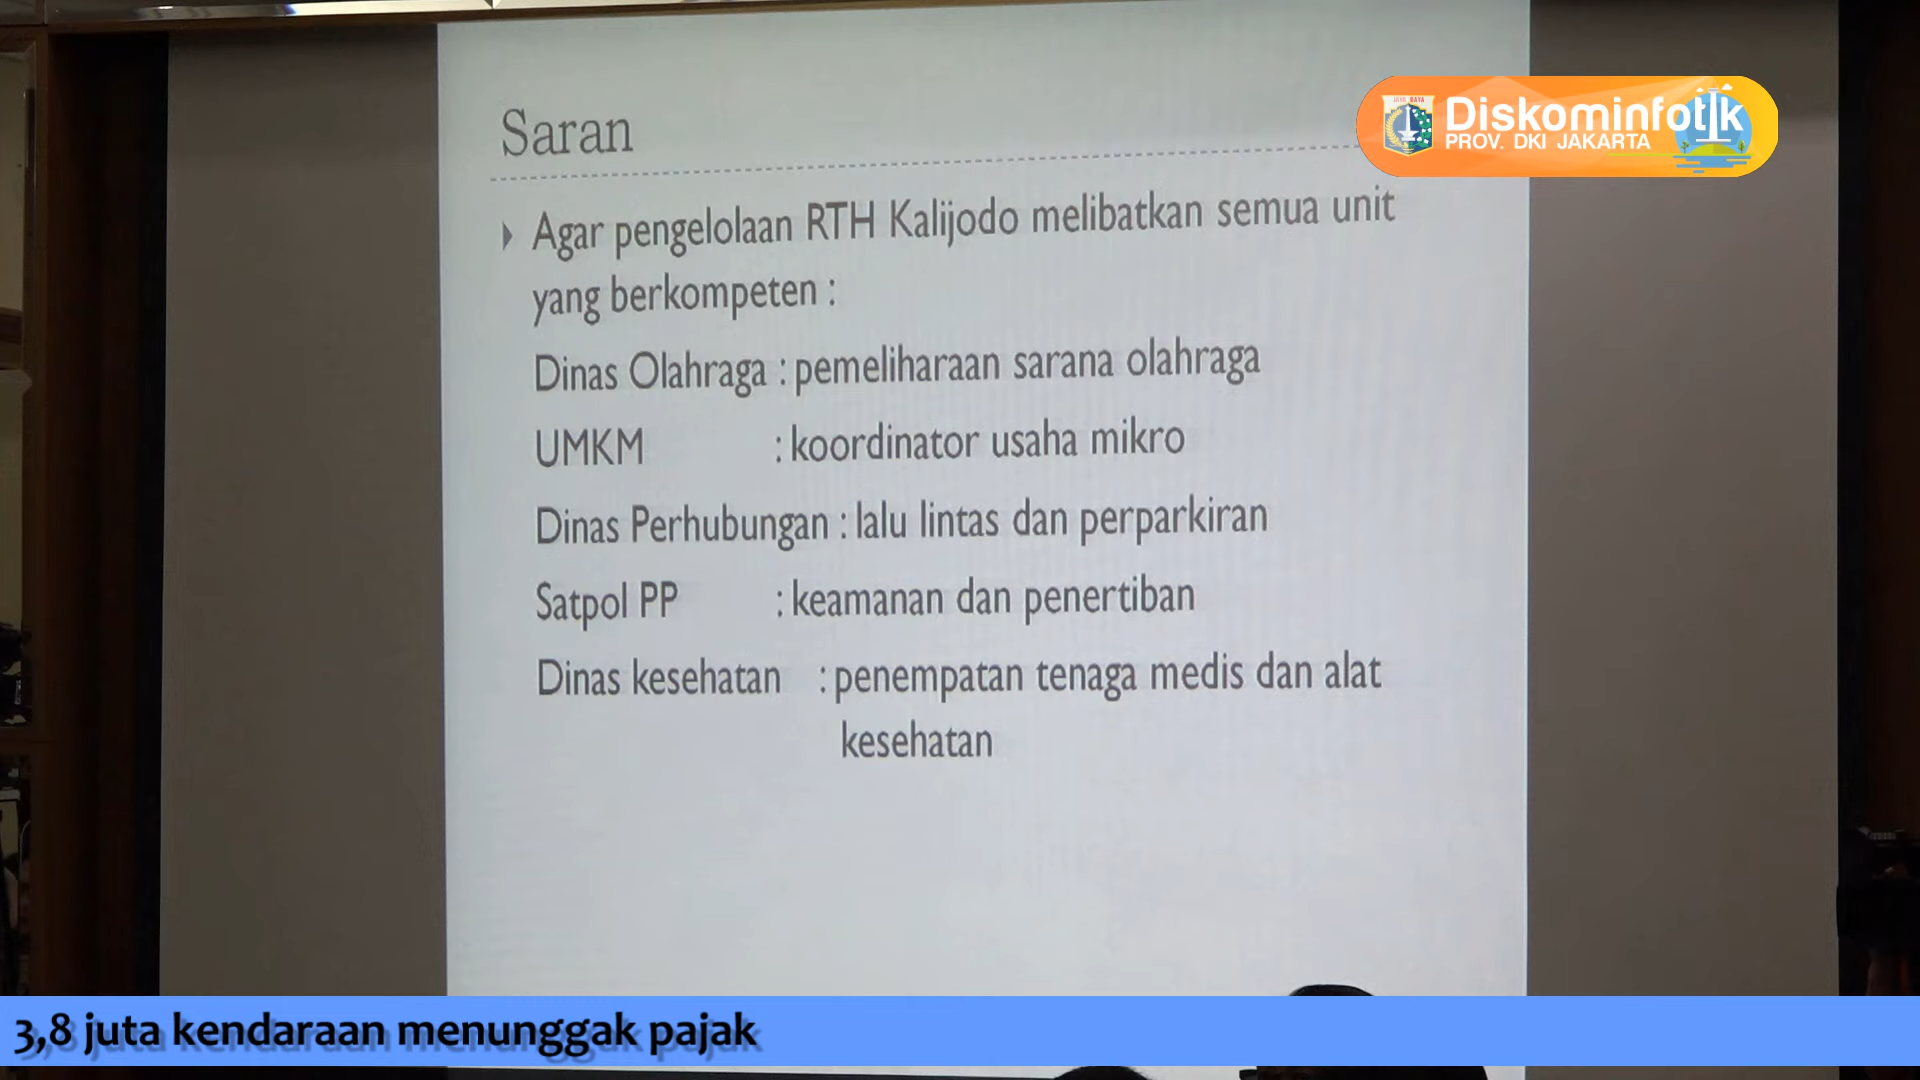 Saran
JAYA RAYA
Diskominfotik
PROV. DKI JAKARTA
Agar pengelolaan RTH Kalijodo melibatkan semua unit
yang berkompeten :
Dinas Olahraga : pemeliharaan sarana olahraga
UMKM : koordinator usaha mikro
Dinas Perhubungan : lalu lintas dan perparkiran
Satpol PP : keamanan dan penertiban
Dinas kesehatan : penempatan tenaga medis dan alat
kesehatan
3,8 juta kendaraan menunggak pajak